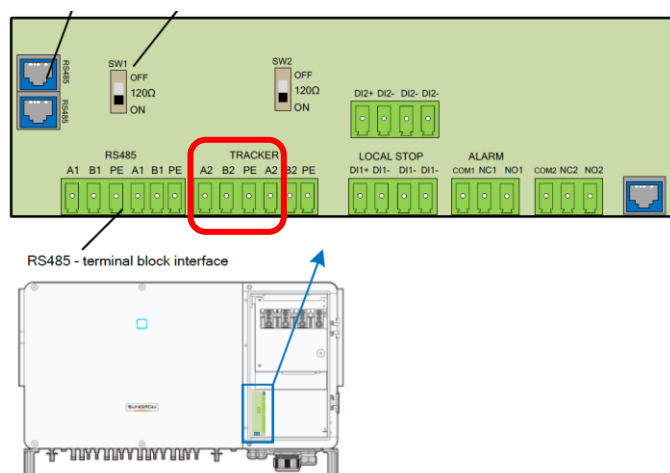 RS485
RS485
SW1
OFF
120Ω
ON
SW2
OFF
120Ω
ON
DI2+ DI2- DI2- DI2-
RS485 TRACKER LOCAL STOP ALARM
A1 B1 PE A1 B1 PE A2 B2 PE A2 B2 PE DI1+ DI1- DI1- DI1- COM1 NC1 NO1 COM2 NC2 NO2
RS485 - terminal block interface
SUNGROW